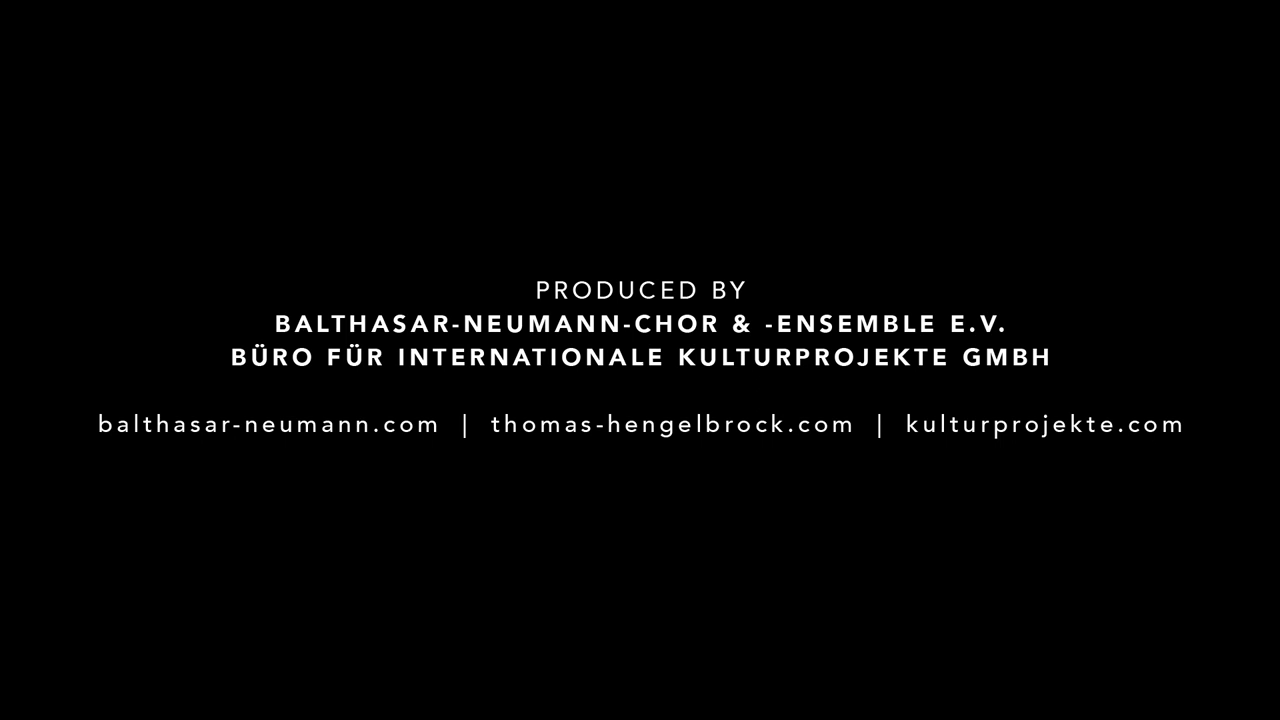 PRODUCED BY
BALTHASAR-NEUMANN-CHOR & -ENSEMBLE E.V.
BÜRO FÜR INTERNATIONALE KULTURPROJEKTE GMBH
balthasar-neumann.com | thomas-hengelbrock.com | kulturprojekte.com